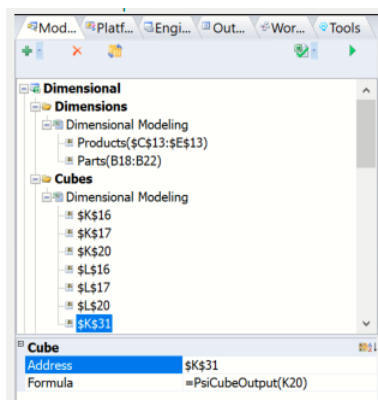 Mod... Platf... Engi... Out... Wor... Tools
Dimensional
Dimensions
Dimensional Modeling
Products($C$13:$E$13)
Parts(B18:B22)
Cubes
Dimensional Modeling
$K$16
$K$17
$K$20
$L$16
$L$17
$L$20
$K$31
Cube
Address $K$31
Formula =PsiCubeOutput(K20)